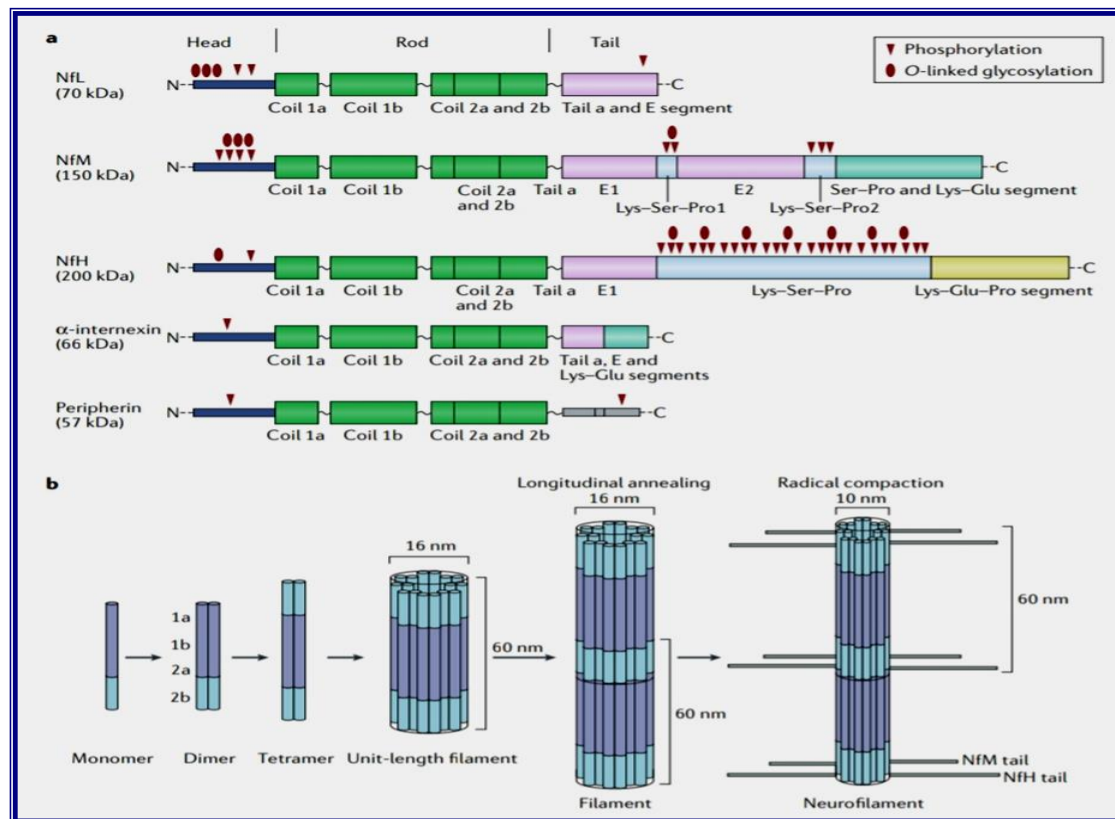 a
Head
Rod
Tail
Phosphorylation
O-linked glycosylation
NfL
(70 kDa)
N
C
Coil 1a
Coil 1b
Coil 2a and 2b
Tail a and E segment
NfM
(150 kDa)
N
C
Coil 1a
Coil 1b
Coil 2a
and 2b
Tail a
E1
E2
Ser–Pro and Lys–Glu segment
Lys–Ser–Pro1
Lys–Ser–Pro2
NfH
(200 kDa)
N
C
Coil 1a
Coil 1b
Coil 2a
and 2b
Tail a
E1
Lys–Ser–Pro
Lys–Glu–Pro segment
α-internexin
(66 kDa)
N
C
Coil 1a
Coil 1b
Coil 2a and 2b
Tail a, E and
Lys–Glu segments
Peripherin
(57 kDa)
N
C
Coil 1a
Coil 1b
Coil 2a and 2b
b
Longitudinal annealing
16 nm
Radical compaction
10 nm
16 nm
60 nm
1a
1b
2a
2b
60 nm
60 nm
Monomer
Dimer
Tetramer
Unit-length filament
Filament
Neurofilament
NfM tail
NfH tail